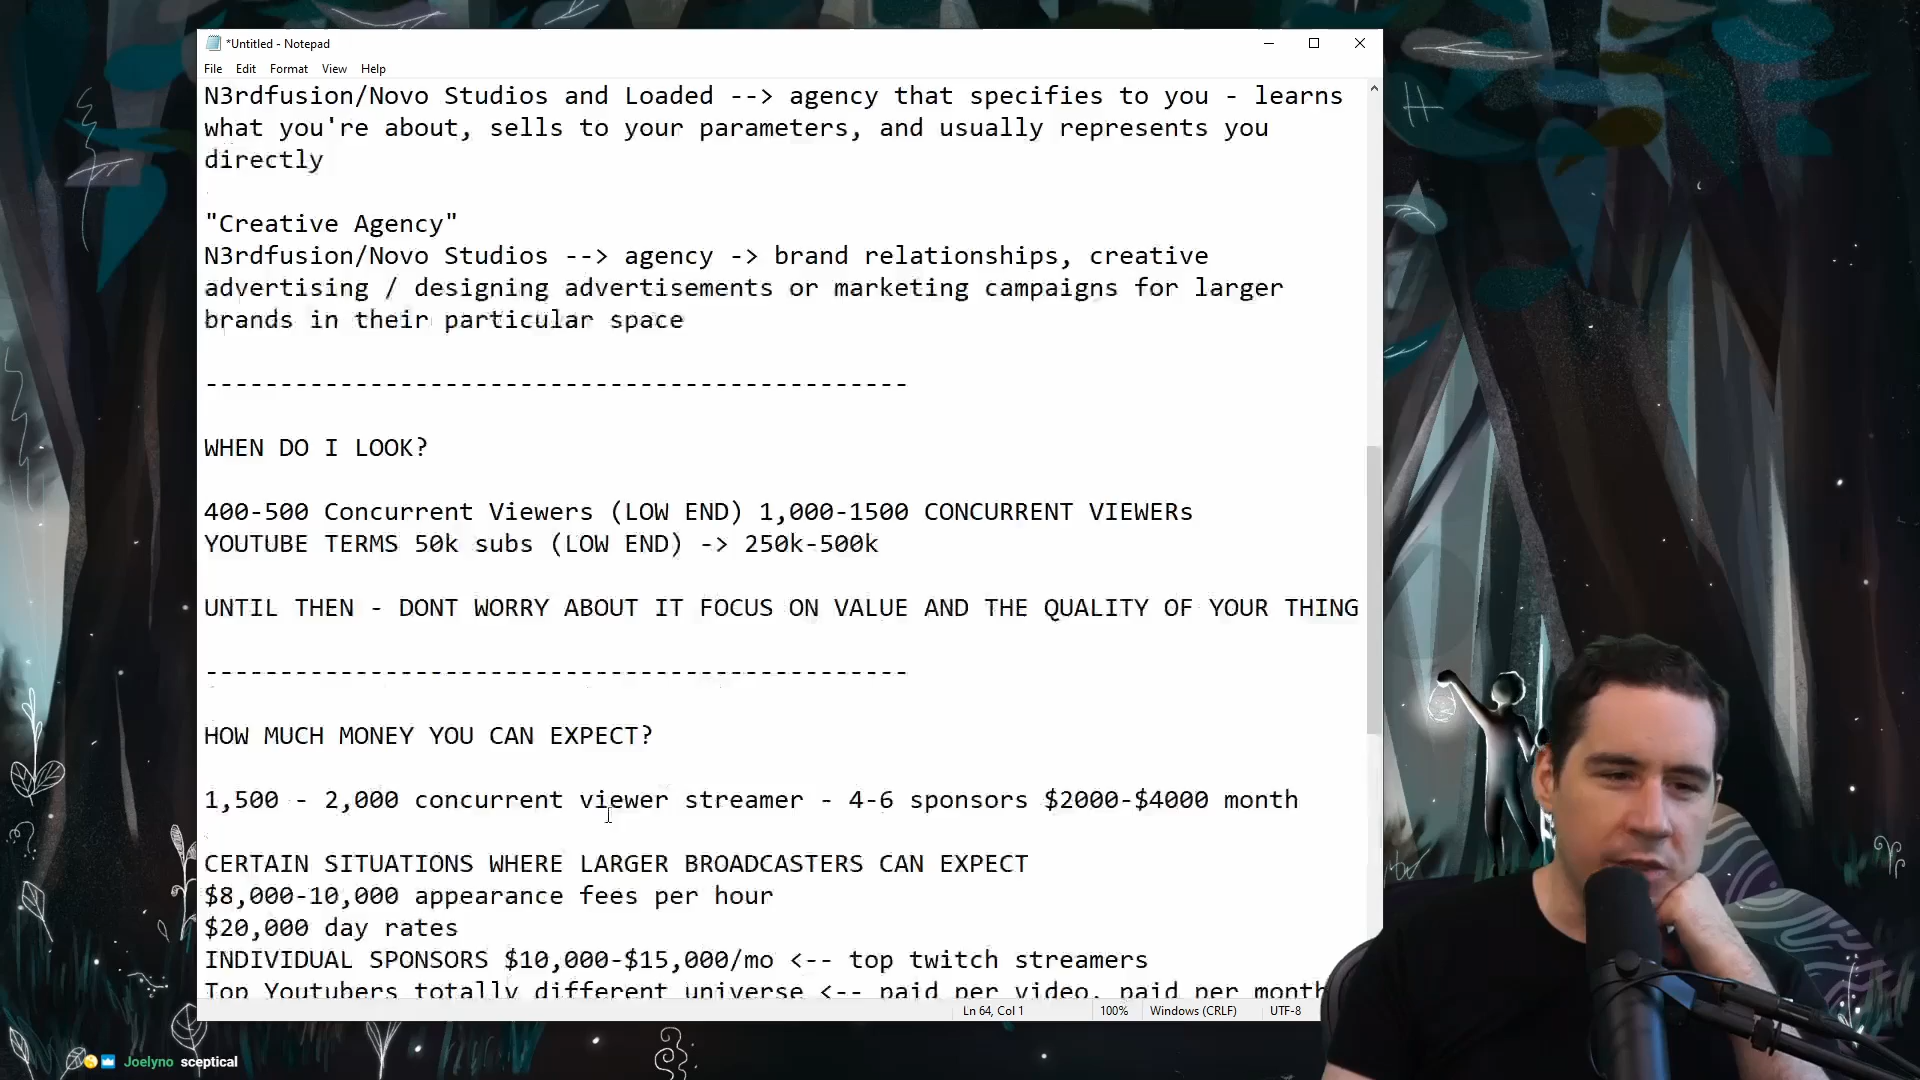 *Untitled - Notepad
File Edit Format View Help
N3rdfusion/Novo Studios and Loaded --> agency that specifies to you - learns
what you're about, sells to your parameters, and usually represents you
directly
"Creative Agency"
N3rdfusion/Novo Studios --> agency -> brand relationships, creative
advertising / designing advertisements or marketing campaigns for larger
brands in their particular space
-----------------------------------------------
WHEN DO I LOOK?
400-500 Concurrent Viewers (LOW END) 1,000-1500 CONCURRENT VIEWERs
YOUTUBE TERMS 50k subs (LOW END) -> 250k-500k
UNTIL THEN - DONT WORRY ABOUT IT FOCUS ON VALUE AND THE QUALITY OF YOUR THING
-----------------------------------------------
HOW MUCH MONEY YOU CAN EXPECT?
1,500 - 2,000 concurrent viewer streamer - 4-6 sponsors $2000-$4000 month
CERTAIN SITUATIONS WHERE LARGER BROADCASTERS CAN EXPECT
$8,000-10,000 appearance fees per hour
$20,000 day rates
INDIVIDUAL SPONSORS $10,000-$15,000/mo <-- top twitch streamers
Top Youtubers totally different universe <-- paid per video, paid per month
Ln 64, Col 1 100% Windows (CRLF) UTF-8
Joelyno sceptical